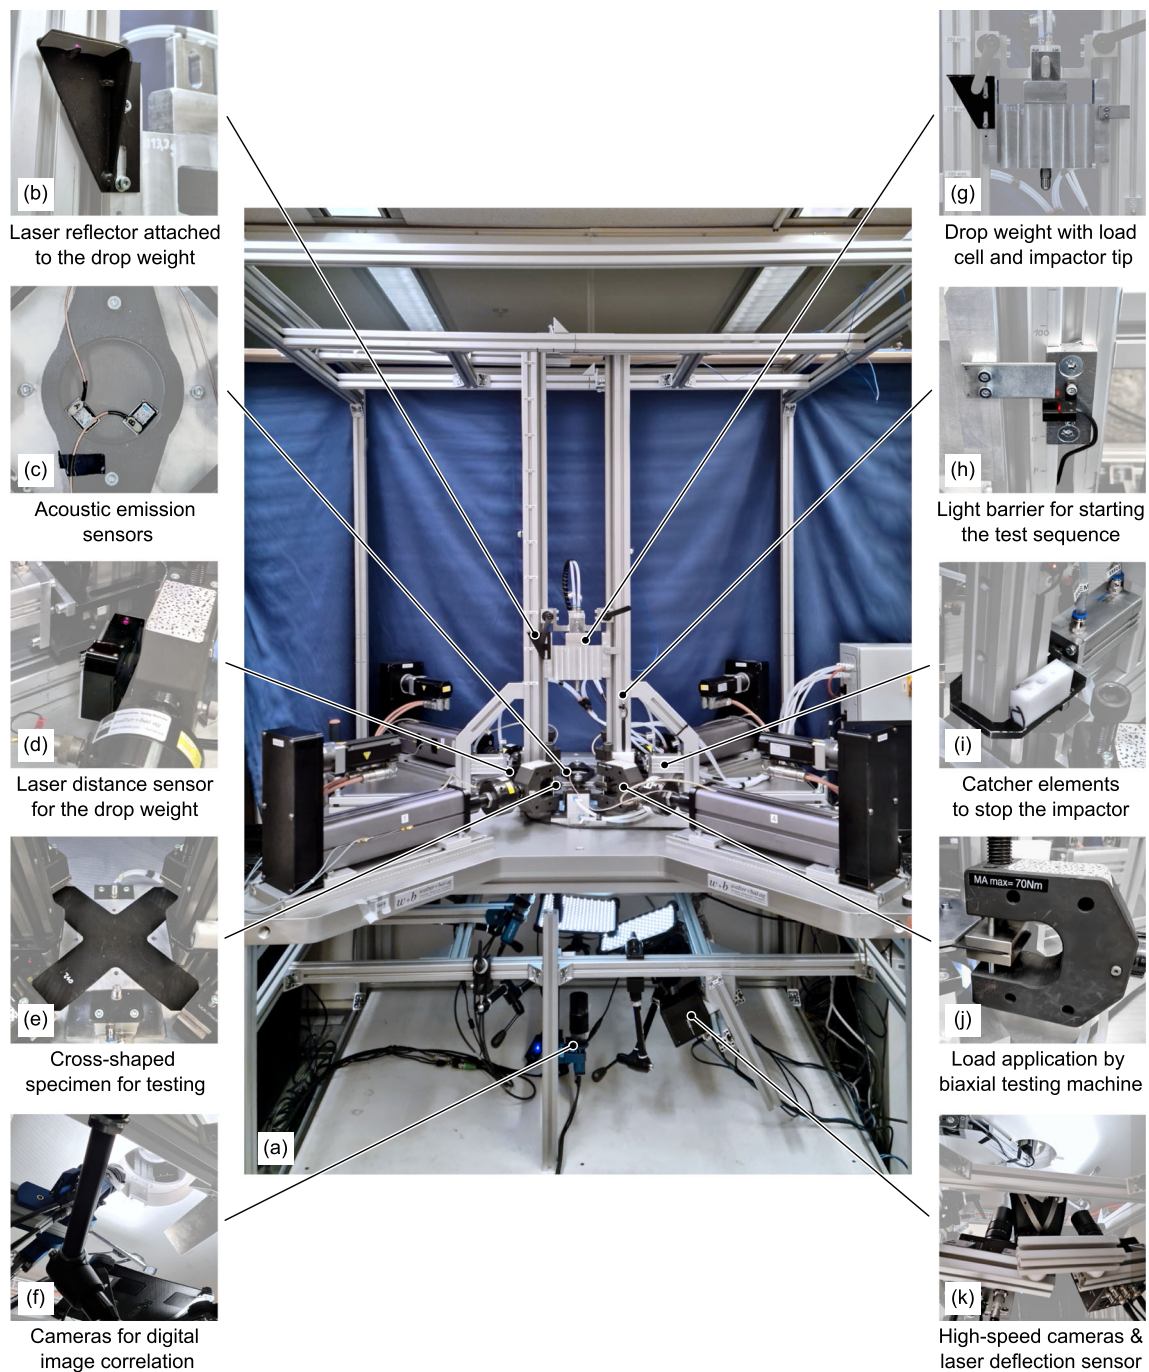 (b)
Laser reflector attached
to the drop weight
(c)
Acoustic emission
sensors
(d)
Laser distance sensor
for the drop weight
(e)
Cross-shaped
specimen for testing
(f)
Cameras for digital
image correlation
(a)
w+b
w+b
(g)
Drop weight with load
cell and impactor tip
100
(h)
Light barrier for starting
the test sequence
(i)
Catcher elements
to stop the impactor
MA max= 70Nm
(j)
Load application by
biaxial testing machine
(k)
High-speed cameras &
laser deflection sensor